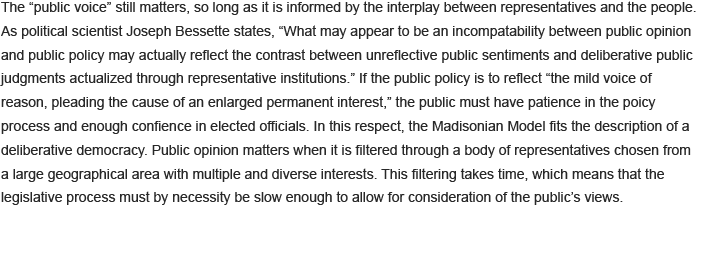 The “public voice” still matters, so long as it is informed by the interplay between representatives and the people.
As political scientist Joseph Bessette states, “What may appear to be an incompatability between public opinion
and public policy may actually reflect the contrast between unreflective public sentiments and deliberative public
judgments actualized through representative institutions.” If the public policy is to reflect “the mild voice of
reason, pleading the cause of an enlarged permanent interest,” the public must have patience in the poicy
process and enough confience in elected officials. In this respect, the Madisonian Model fits the description of a
deliberative democracy. Public opinion matters when it is filtered through a body of representatives chosen from
a large geographical area with multiple and diverse interests. This filtering takes time, which means that the
legislative process must by necessity be slow enough to allow for consideration of the public’s views.